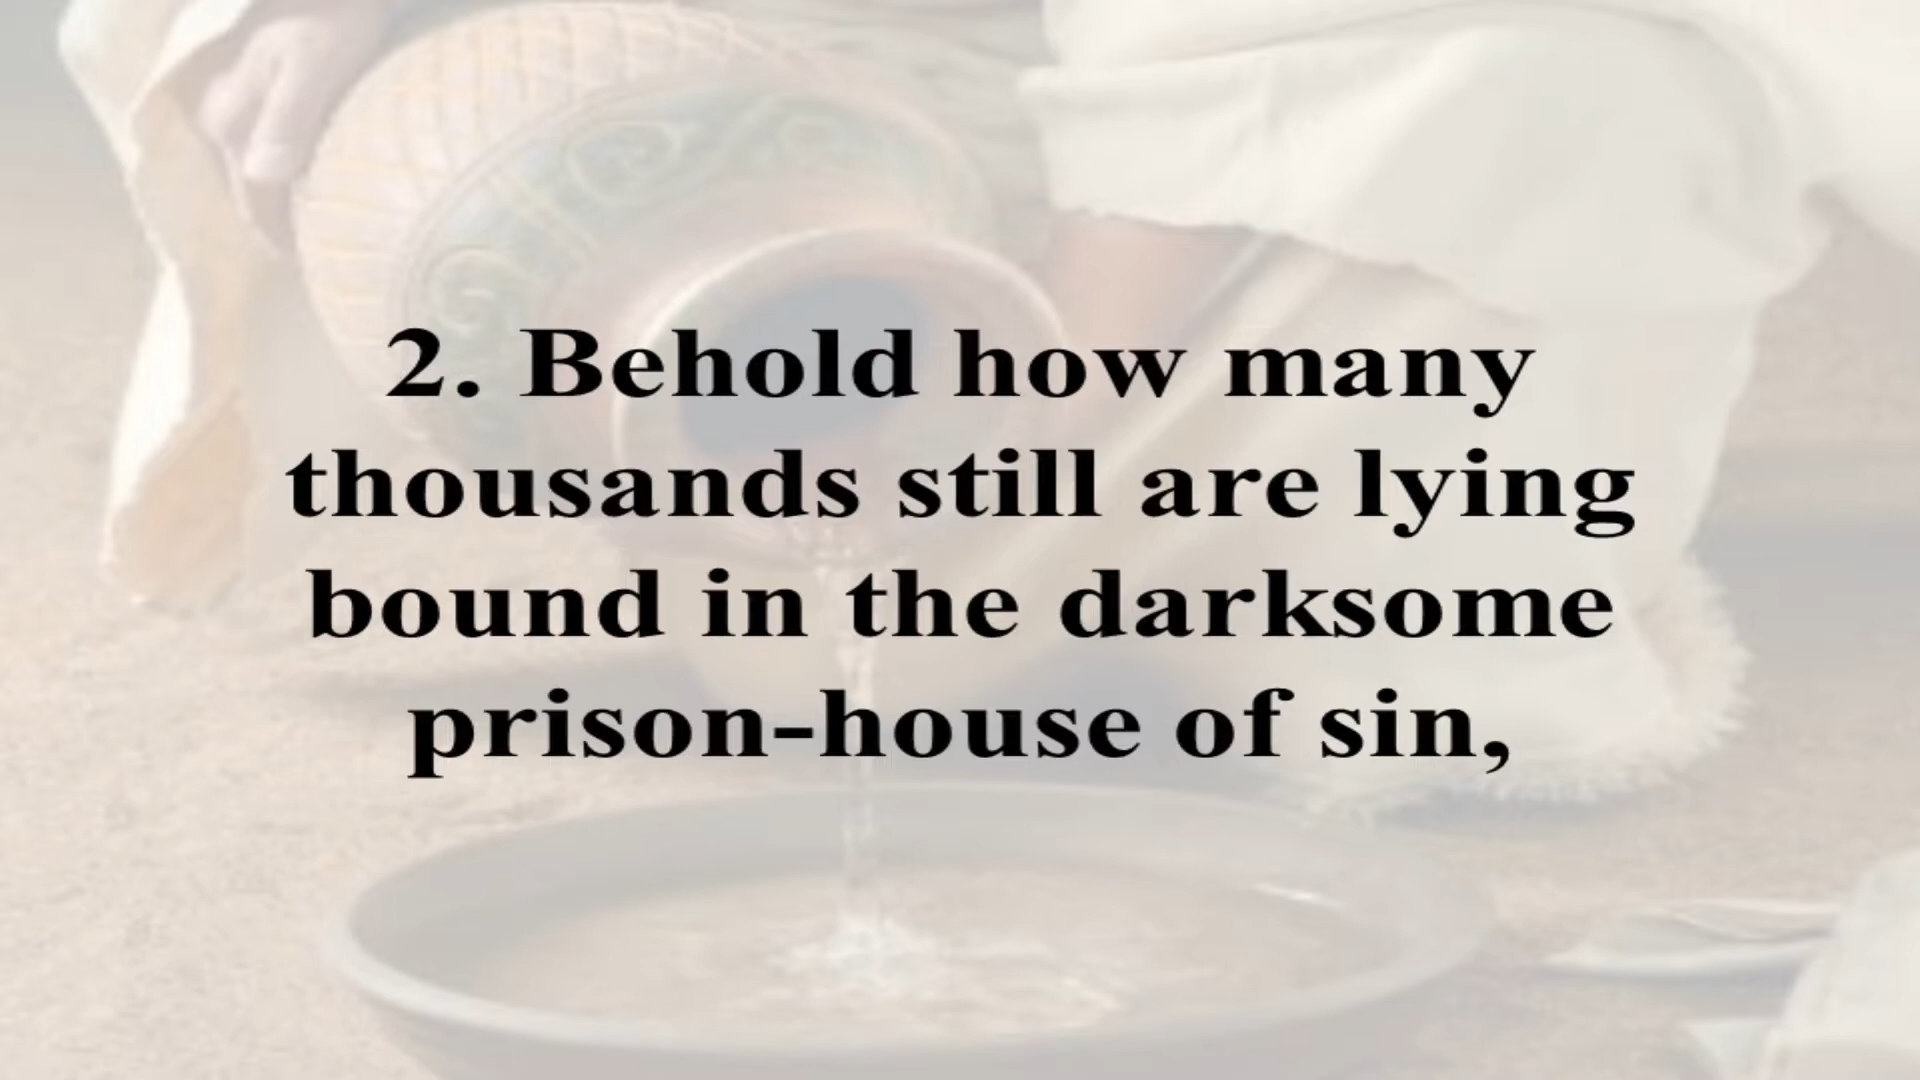 2. Behold how many
thousands still are lying
bound in the darksome
prison-house of sin,